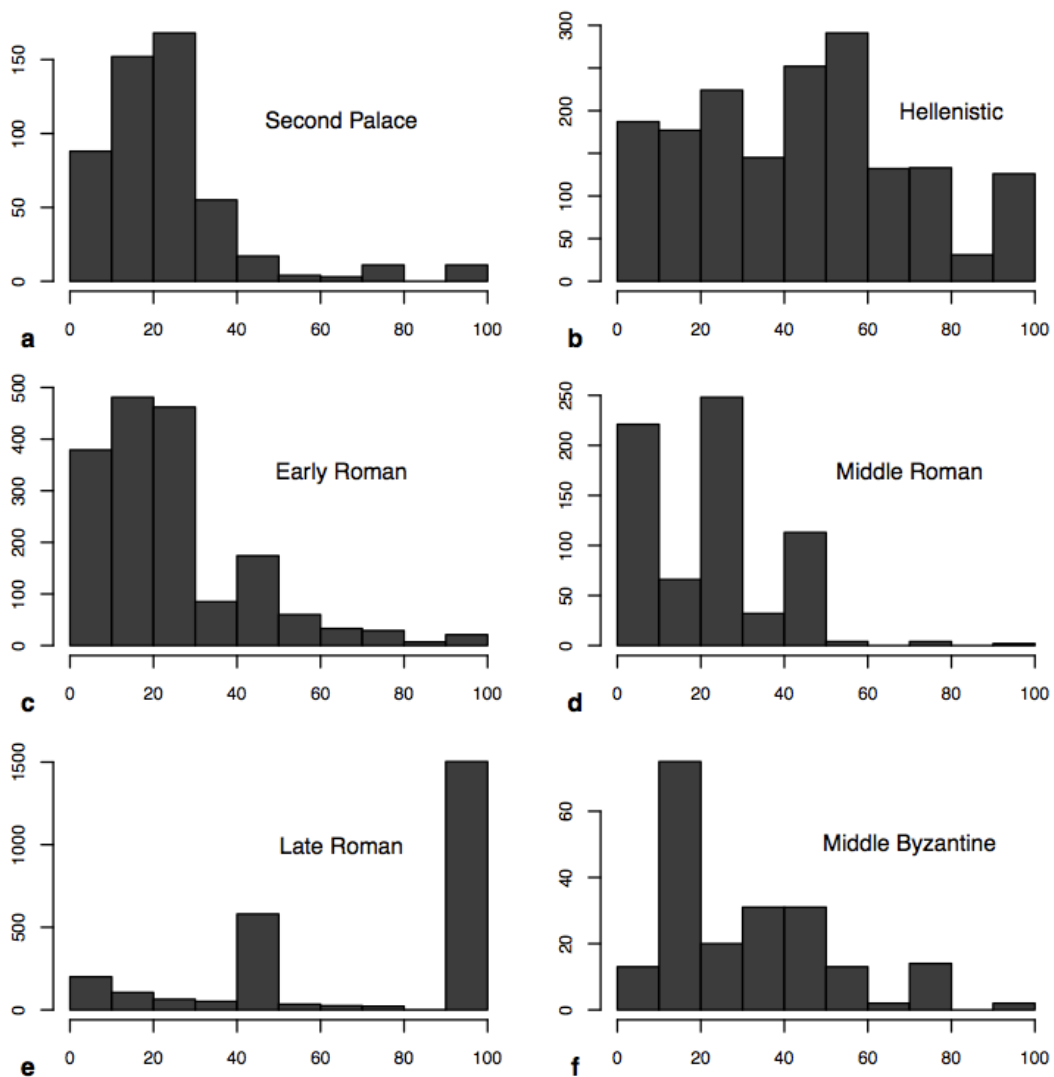 150
100
50
0
Second Palace
0 20 40 60 80 100
a
300
200
100
50
0
Hellenistic
0 20 40 60 80 100
b
500
400
300
200
100
0
Early Roman
0 20 40 60 80 100
c
250
200
150
100
50
0
Middle Roman
0 20 40 60 80 100
d
1500
1000
500
0
Late Roman
0 20 40 60 80 100
e
60
40
20
0
Middle Byzantine
0 20 40 60 80 100
f